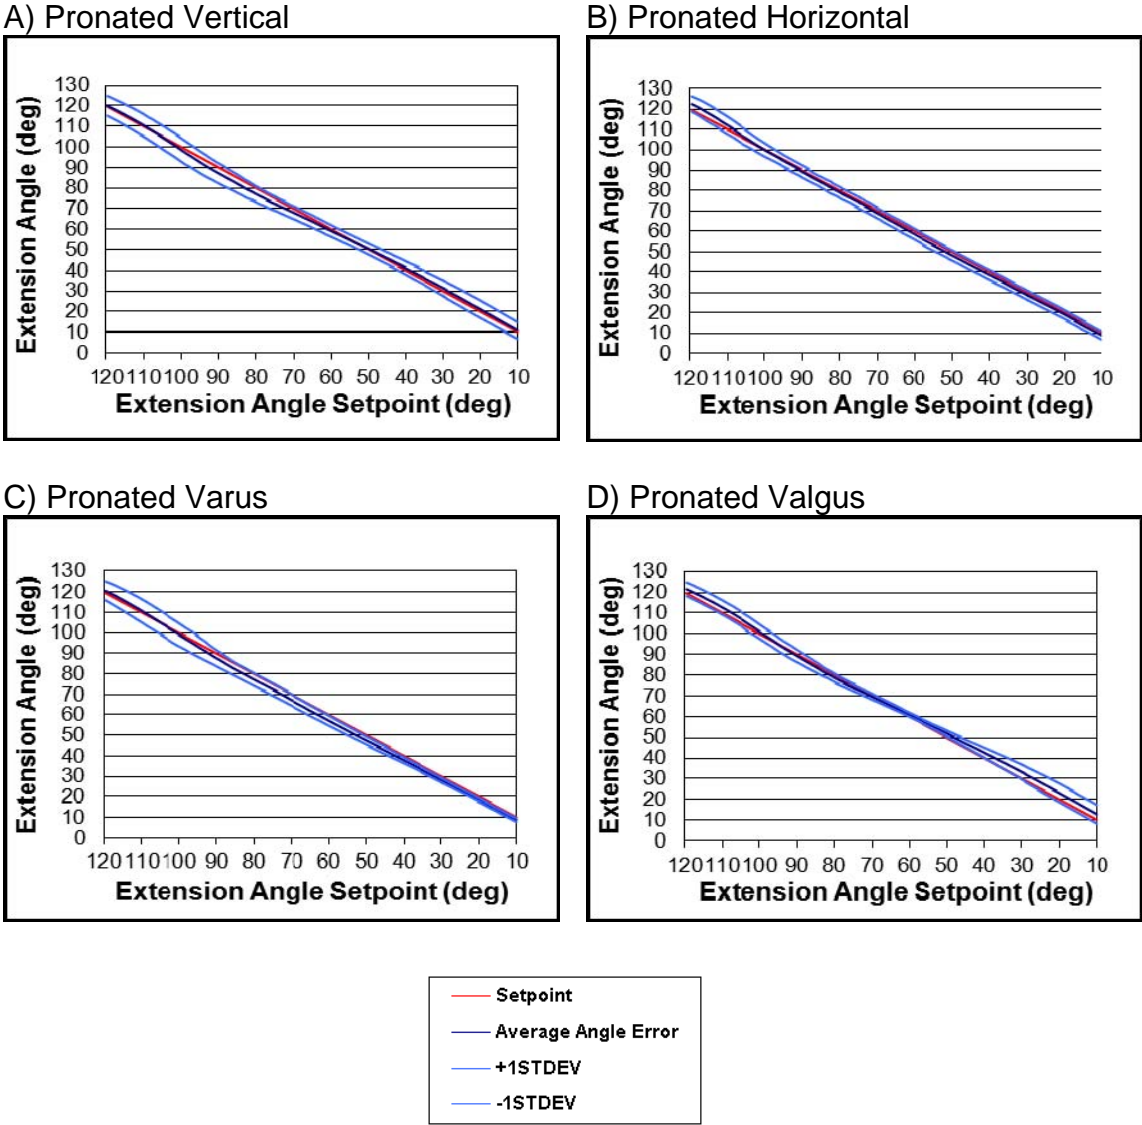 A) Pronated Vertical
130
120
110
100
90
80
70
60
50
40
30
20
10
0
Extension Angle (deg)
120 110 100 90 80 70 60 50 40 30 20 10
Extension Angle Setpoint (deg)
B) Pronated Horizontal
130
120
110
100
90
80
70
60
50
40
30
20
10
0
Extension Angle (deg)
120 110 100 90 80 70 60 50 40 30 20 10
Extension Angle Setpoint (deg)
C) Pronated Varus
130
120
110
100
90
80
70
60
50
40
30
20
10
0
Extension Angle (deg)
120 110 100 90 80 70 60 50 40 30 20 10
Extension Angle Setpoint (deg)
D) Pronated Valgus
130
120
110
100
90
80
70
60
50
40
30
20
10
0
Extension Angle (deg)
120 110 100 90 80 70 60 50 40 30 20 10
Extension Angle Setpoint (deg)
Setpoint
Average Angle Error
+1STDEV
-1STDEV